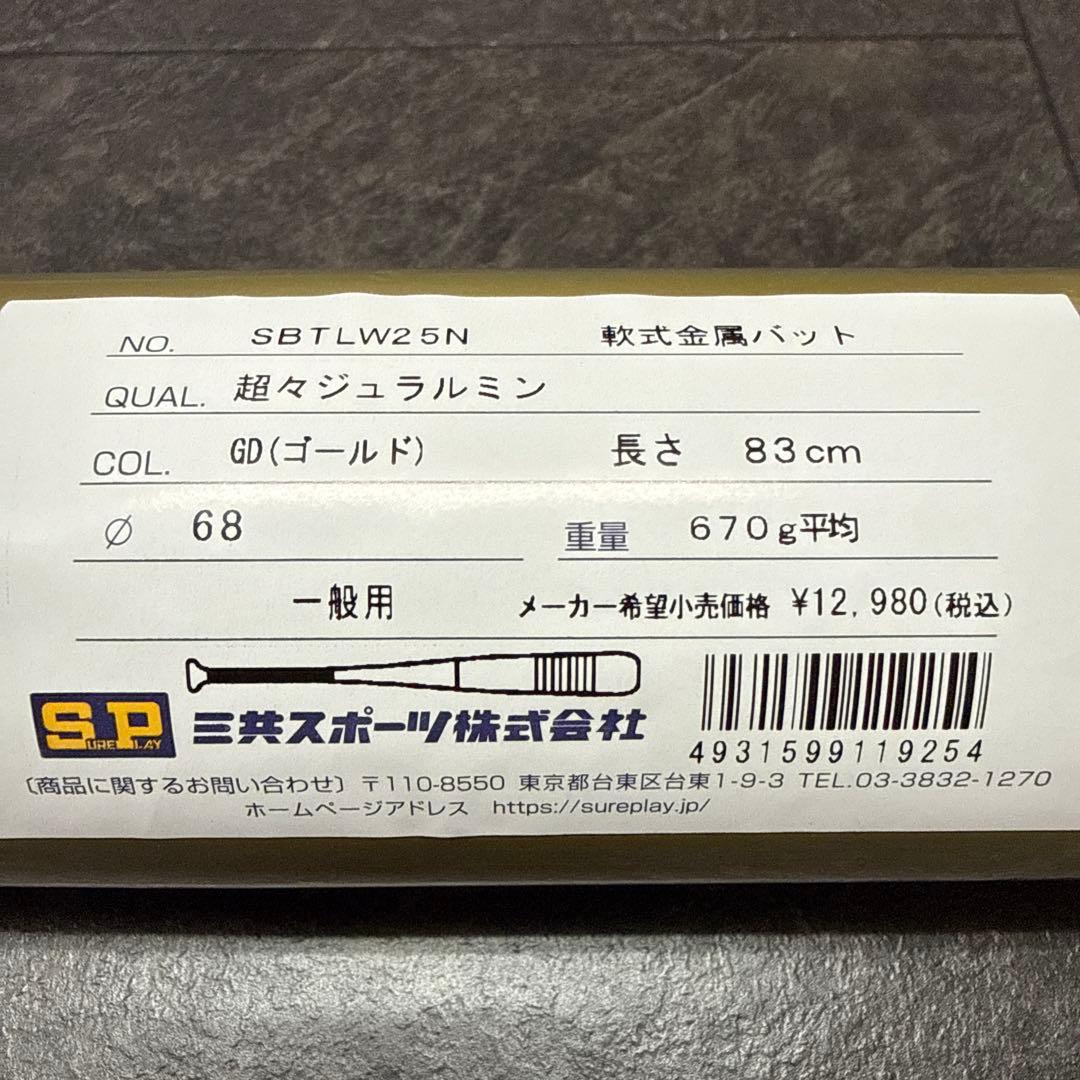 NO. SBTLW25N 軟式金属バット
QUAL. 超々ジュラルミン
COL. GD(ゴールド) 長さ 83cm
∅ 68 重量 670g平均
一般用 メーカー希望小売価格 ¥12,980(税込)
SP SURE PLAY 三共スポーツ株式会社
4931599119254
〔商品に関するお問い合わせ〕〒110-8550 東京都台東区台東1-9-3 TEL.03-3832-1270
ホームページアドレス https://sureplay.jp/